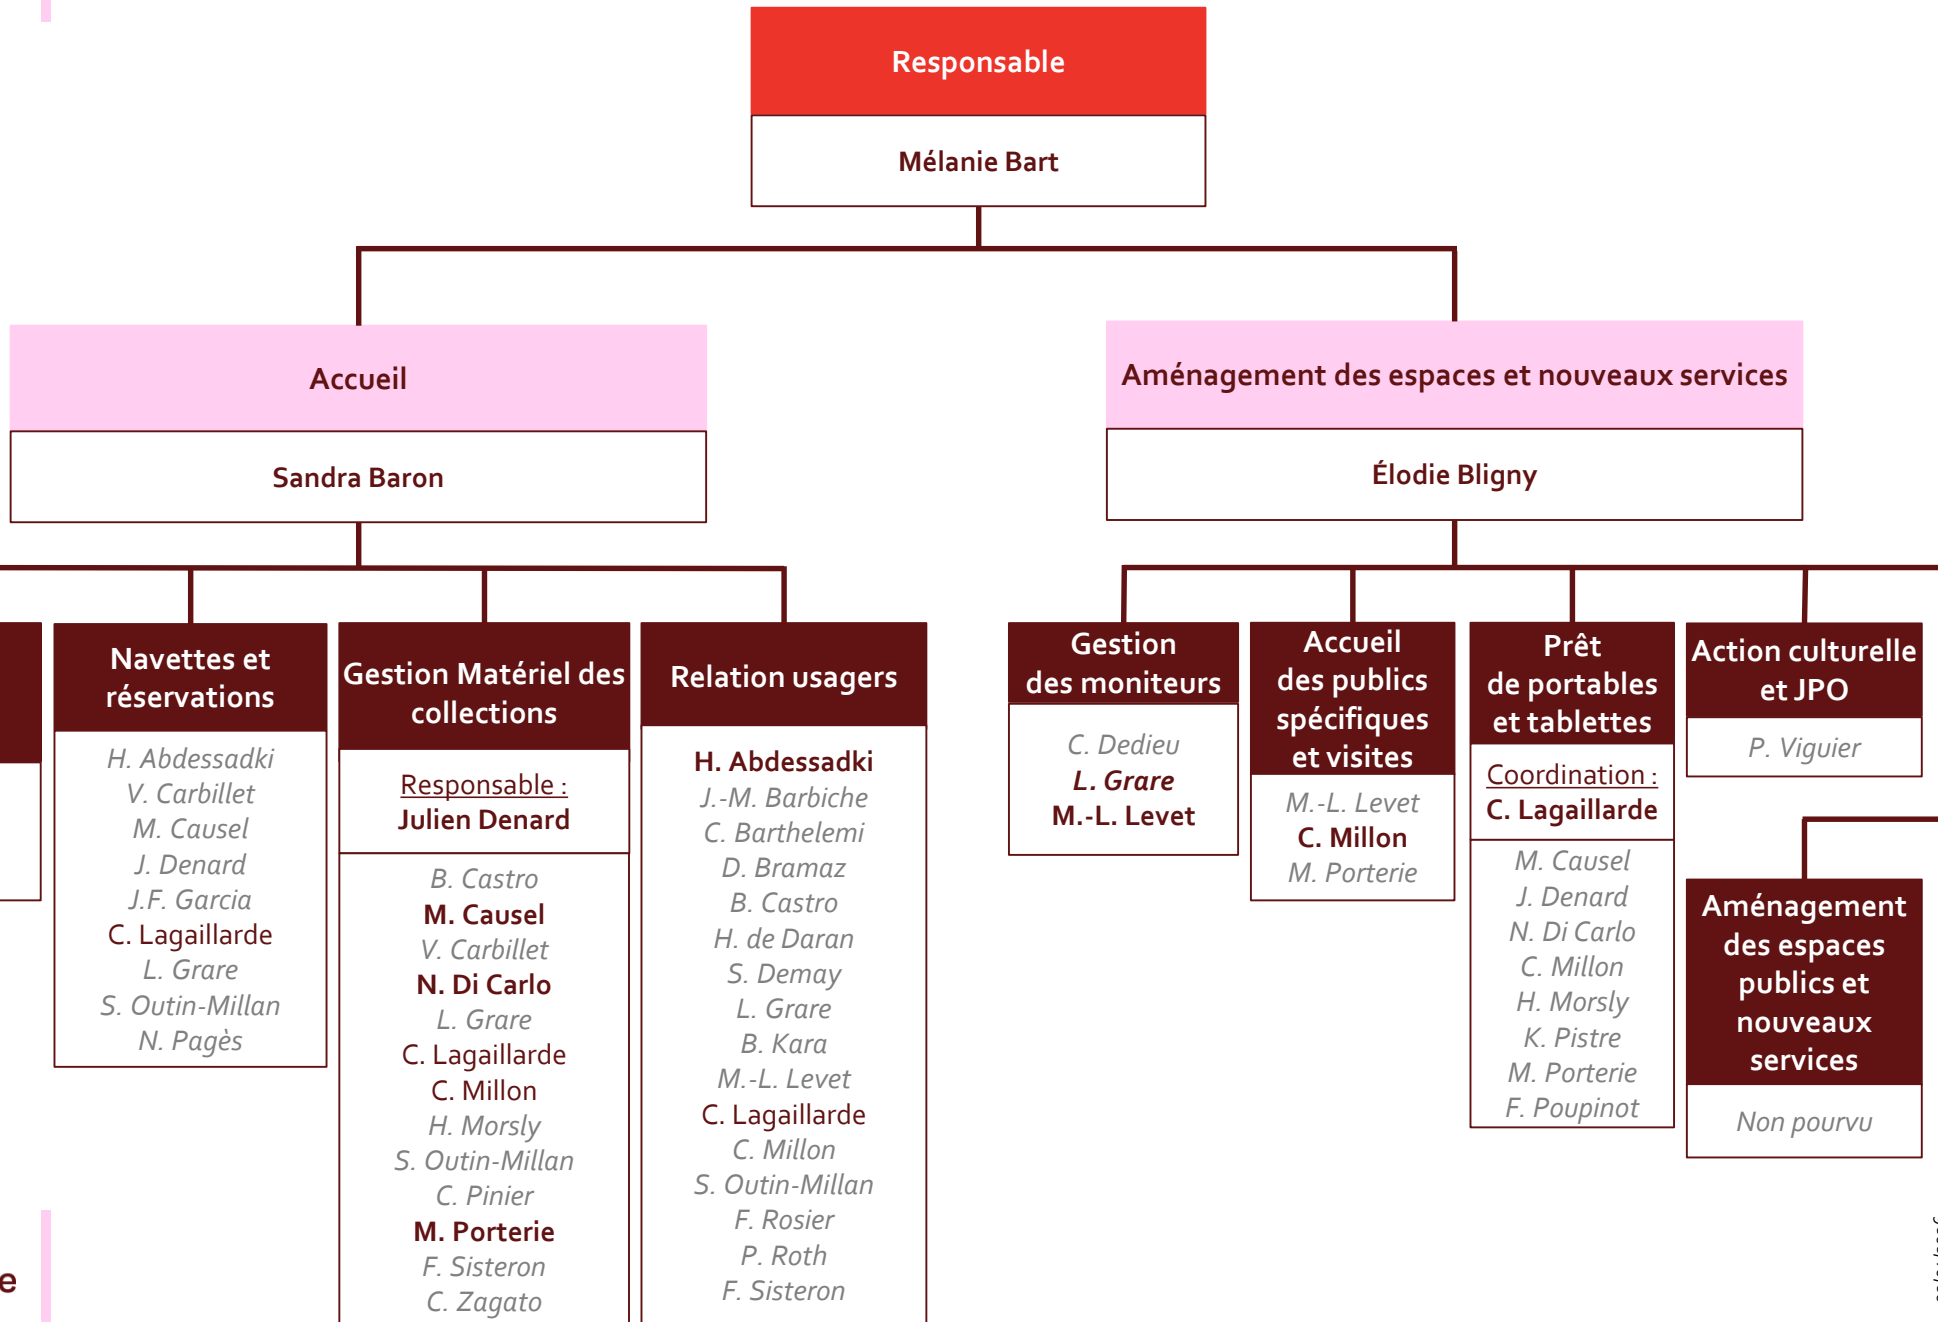 Responsable
Mélanie Bart
Accueil
Sandra Baron
Aménagement des espaces et nouveaux services
Élodie Bligny
Navettes et
réservations
H. Abdessadki
V. Carbillet
M. Causel
J. Denard
J.F. Garcia
C. Lagaillarde
L. Grare
S. Outin-Millan
N. Pagès
Gestion Matériel des
collections
Responsable :
Julien Denard
B. Castro
M. Causel
V. Carbillet
N. Di Carlo
L. Grare
C. Lagaillarde
C. Millon
H. Morsly
S. Outin-Millan
C. Pinier
M. Porterie
F. Sisteron
C. Zagato
Relation usagers
H. Abdessadki
J.-M. Barbiche
C. Barthelemi
D. Bramaz
B. Castro
H. de Daran
S. Demay
L. Grare
B. Kara
M.-L. Levet
C. Lagaillarde
C. Millon
S. Outin-Millan
F. Rosier
P. Roth
F. Sisteron
Gestion
des moniteurs
C. Dedieu
L. Grare
M.-L. Levet
Accueil
des publics
spécifiques
et visites
M.-L. Levet
C. Millon
M. Porterie
Prêt
de portables
et tablettes
Coordination :
C. Lagaillarde
M. Causel
J. Denard
N. Di Carlo
C. Millon
H. Morsly
K. Pistre
M. Porterie
F. Poupinot
Action culturelle
et JPO
P. Viguier
Aménagement
des espaces
publics et
nouveaux
services
Non pourvu
e